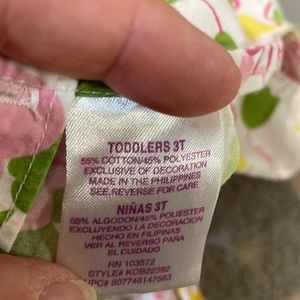 TODDLERS 3T
55% COTTON/45% POLYESTER
EXCLUSIVE OF DECORATION
MADE IN THE PHILIPPINES
SEE REVERSE FOR CARE
NIÑAS 3T
55% ALGODON/45% POLIESTER
EXCLUYENDO LA DECORACION
HECHO EN FILIPINAS
VER AL REVERSO PARA
EL CUIDADO
RN 103572
STYLE# KOB22392
UPC# 807748147583